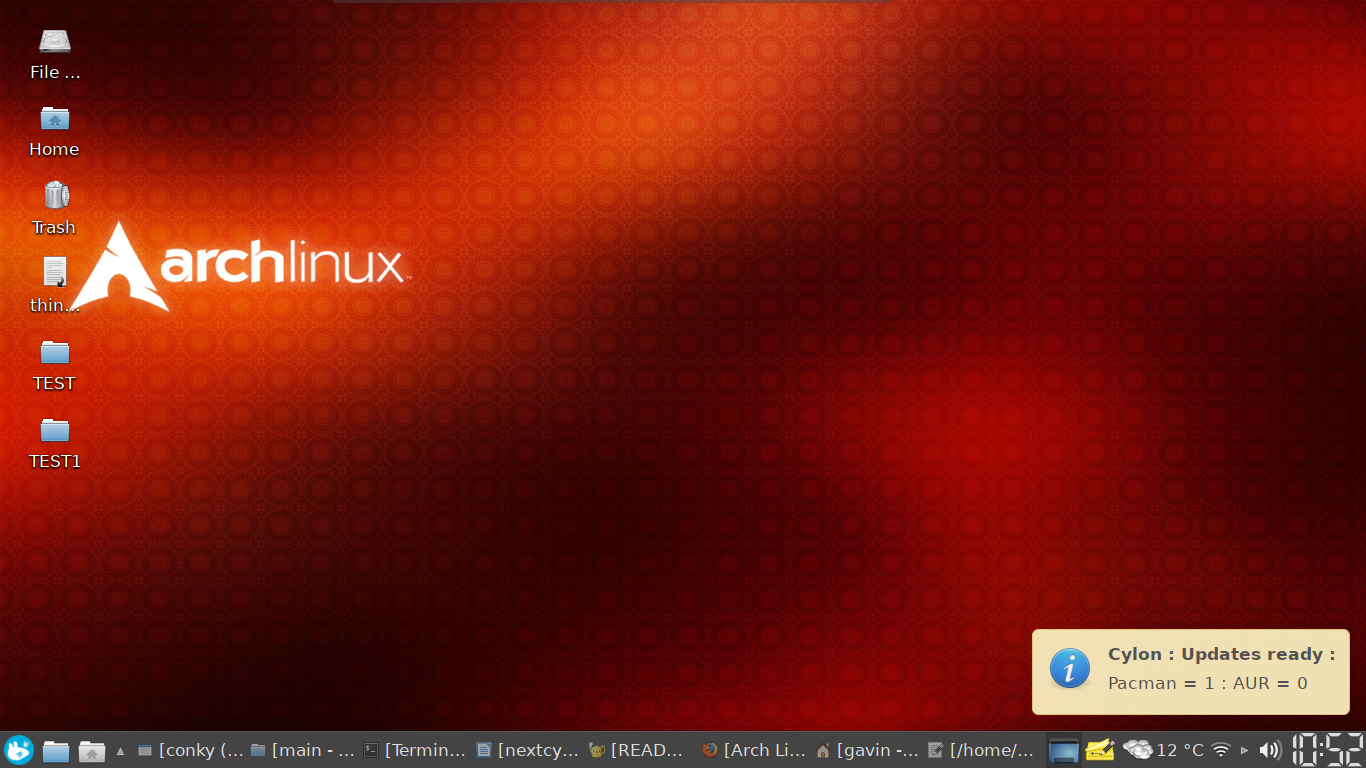 File ...
Home
Trash
thin...
TEST
TEST1
archlinux™
Cylon : Updates ready :
Pacman = 1 : AUR = 0
[conky (... [main - ... [Termin... [nextcy... [READ... [Arch Li... [gavin -... [/home/... 12 °C 10:52